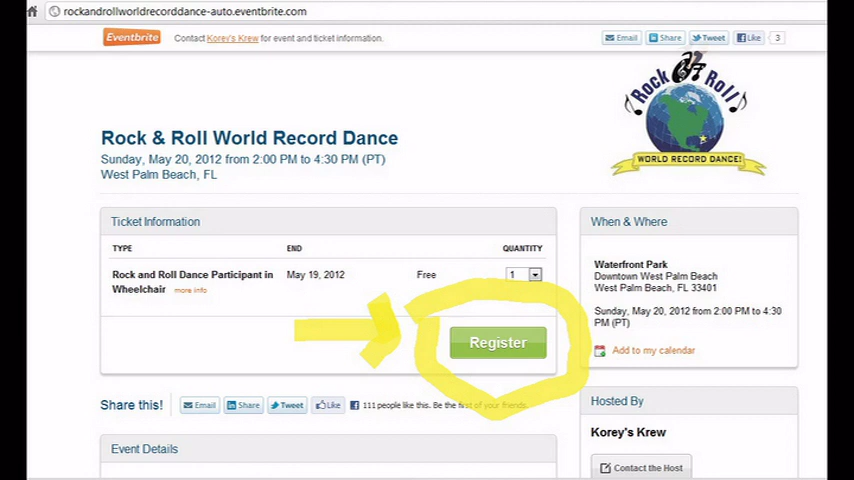 rockandrollworldrecorddance-auto.eventbrite.com
Eventbrite
Contact Korey's Krew for event and ticket information.
Email Share Tweet Like 3
Rock & Roll
WORLD RECORD DANCE!
Rock & Roll World Record Dance
Sunday, May 20, 2012 from 2:00 PM to 4:30 PM (PT)
West Palm Beach, FL
Ticket Information
TYPE END QUANTITY
Rock and Roll Dance Participant in
Wheelchair more info
May 19, 2012 Free 1
Register
When & Where
Waterfront Park
Downtown West Palm Beach
West Palm Beach, FL 33401
Sunday, May 20, 2012 from 2:00 PM to 4:30
PM (PT)
Add to my calendar
Share this! Email Share Tweet Like 111 people like this. Be the first of your friends.
Hosted By
Korey's Krew
Contact the Host
Event Details